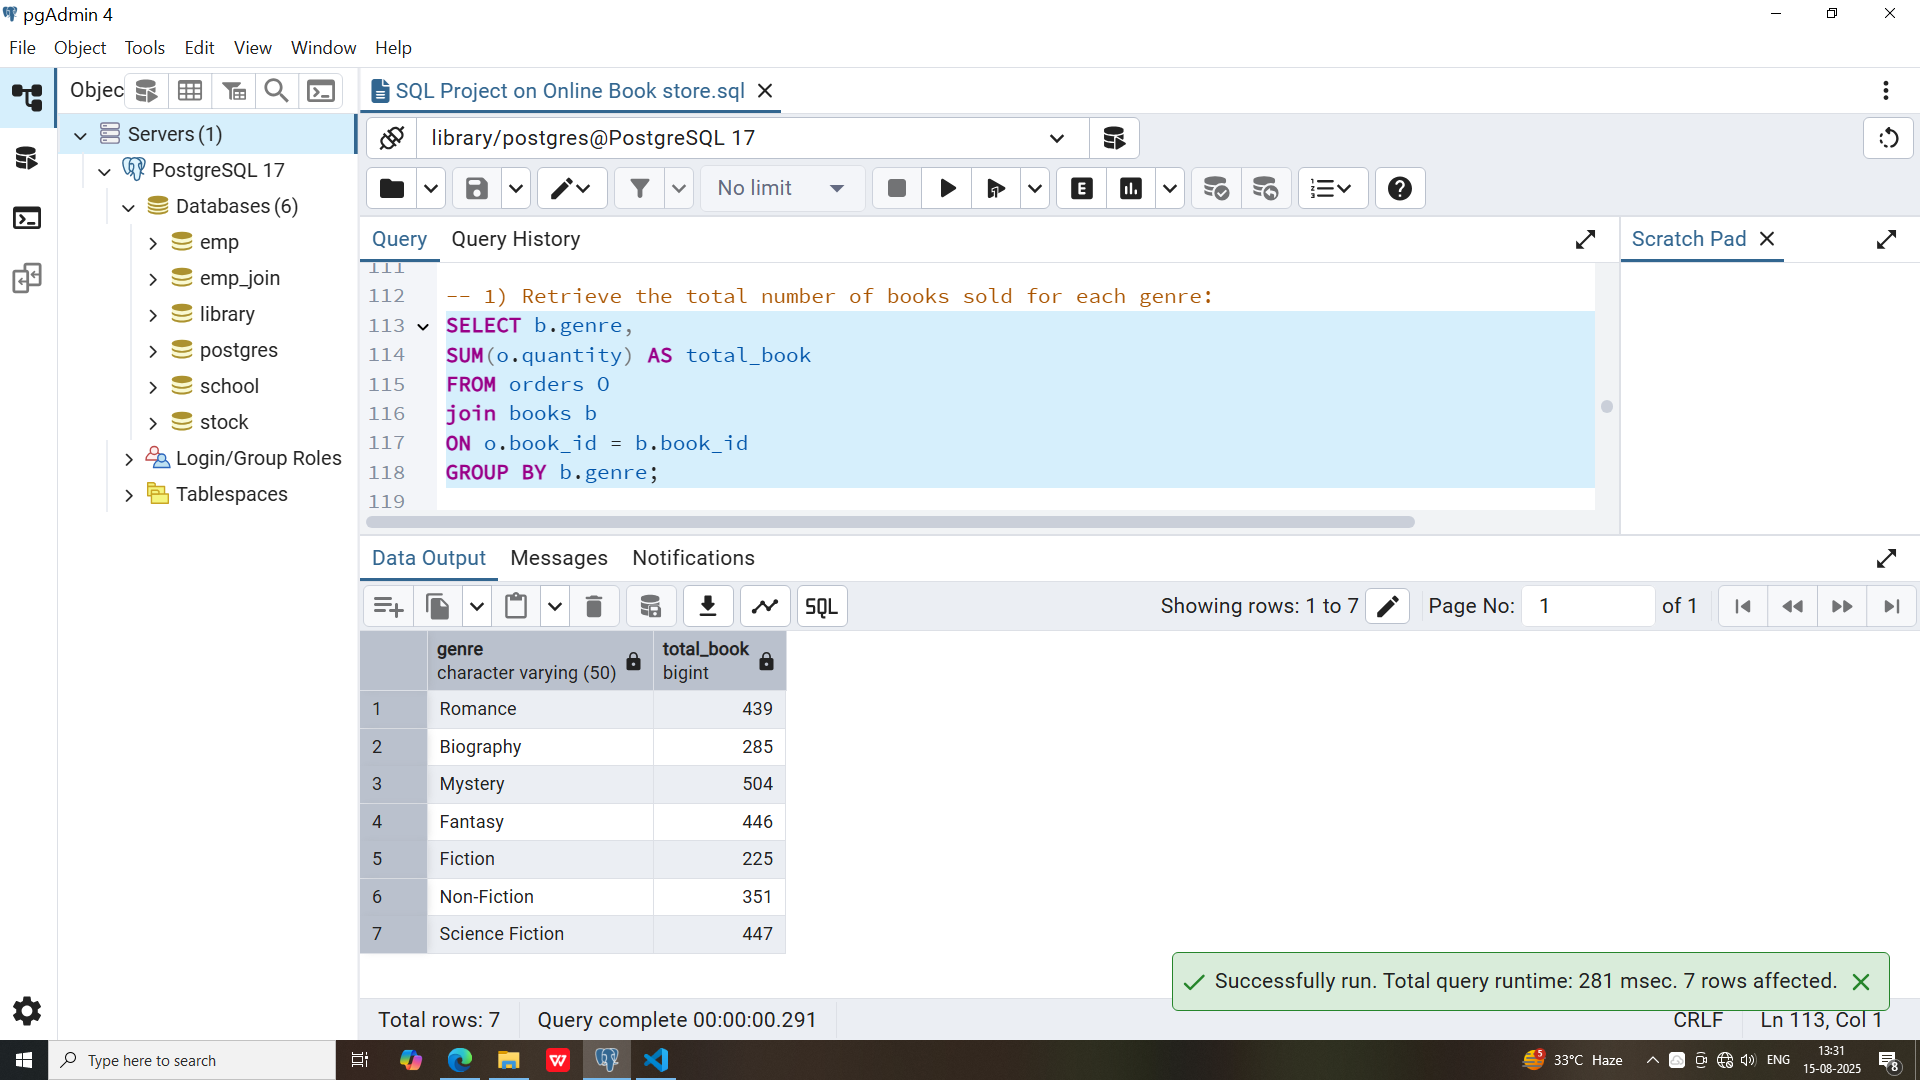 pgAdmin 4
File Object Tools Edit View Window Help
Objec
SQL Project on Online Book store.sql
Servers (1)
library/postgres@PostgreSQL 17
PostgreSQL 17
No limit
Databases (6)
emp
emp_join
library
postgres
school
stock
Login/Group Roles
Tablespaces
Query Query History
Scratch Pad
111
112 -- 1) Retrieve the total number of books sold for each genre:
113 SELECT b.genre,
114 SUM(o.quantity) AS total_book
115 FROM orders O
116 join books b
117 ON o.book_id = b.book_id
118 GROUP BY b.genre;
119
Data Output Messages Notifications
SQL
Showing rows: 1 to 7 Page No: 1 of 1
genre total_book
character varying (50) bigint
1 Romance 439
2 Biography 285
3 Mystery 504
4 Fantasy 446
5 Fiction 225
6 Non-Fiction 351
7 Science Fiction 447
Successfully run. Total query runtime: 281 msec. 7 rows affected.
Total rows: 7 Query complete 00:00:00.291 CRLF Ln 113, Col 1
Type here to search
5
33°C Haze
ENG
13:31
15-08-2025
8